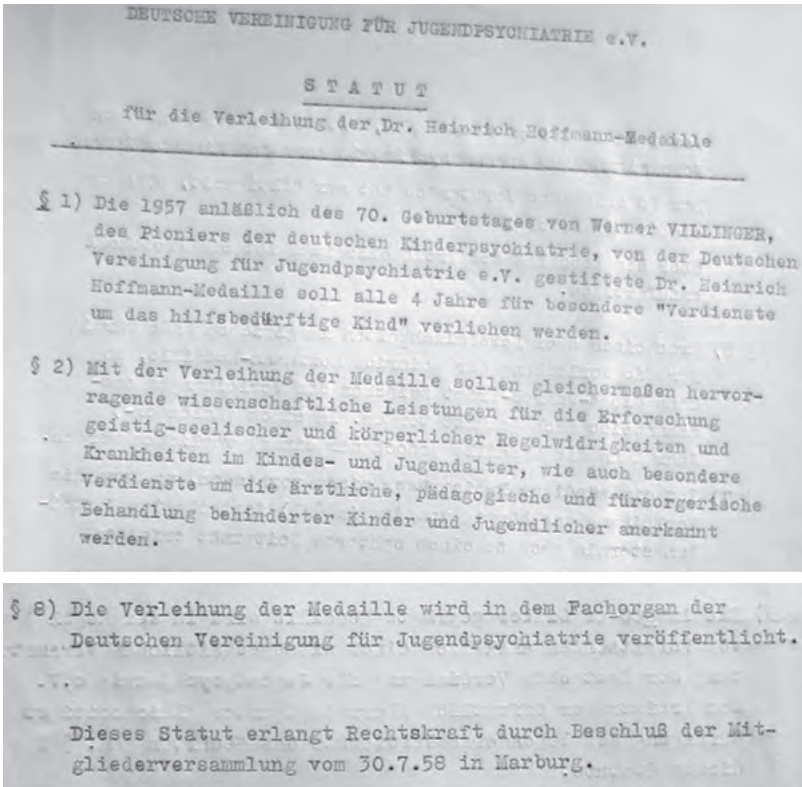 DEUTSCHE VEREINIGUNG FÜR JUGENDPSYCHIATRIE e.V.
S T A T U T
für die Verleihung der Dr. Heinrich Hoffmann-Medaille
§ 1) Die 1957 anläßlich des 70. Geburtstages von Werner VILLINGER,
des Pioniers der deutschen Kinderpsychiatrie, von der Deutschen
Vereinigung für Jugendpsychiatrie e.V. gestiftete Dr. Heinrich
Hoffmann-Medaille soll alle 4 Jahre für besondere "Verdienste
um das hilfsbedürftige Kind" verliehen werden.
§ 2) Mit der Verleihung der Medaille sollen gleichermaßen hervor-
ragende wissenschaftliche Leistungen für die Erforschung
geistig-seelischer und körperlicher Regelwidrigkeiten und
Krankheiten im Kindes- und Jugendalter, wie auch besondere
Verdienste um die ärztliche, pädagogische und fürsorgerische
Behandlung behinderter Kinder und Jugendlicher anerkannt
werden.
§ 8) Die Verleihung der Medaille wird in dem Fachorgan der
Deutschen Vereinigung für Jugendpsychiatrie veröffentlicht.
Dieses Statut erlangt Rechtskraft durch Beschluß der Mit-
gliederversammlung vom 30.7.58 in Marburg.